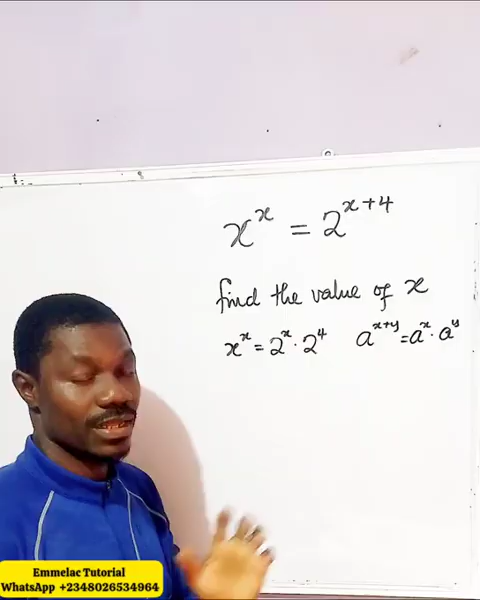 x^x = 2^{x+4}
find the value of x
x^x = 2^x · 2^4    a^{x+y} = a^x · a^y
Emmelac Tutorial
WhatsApp +2348026534964